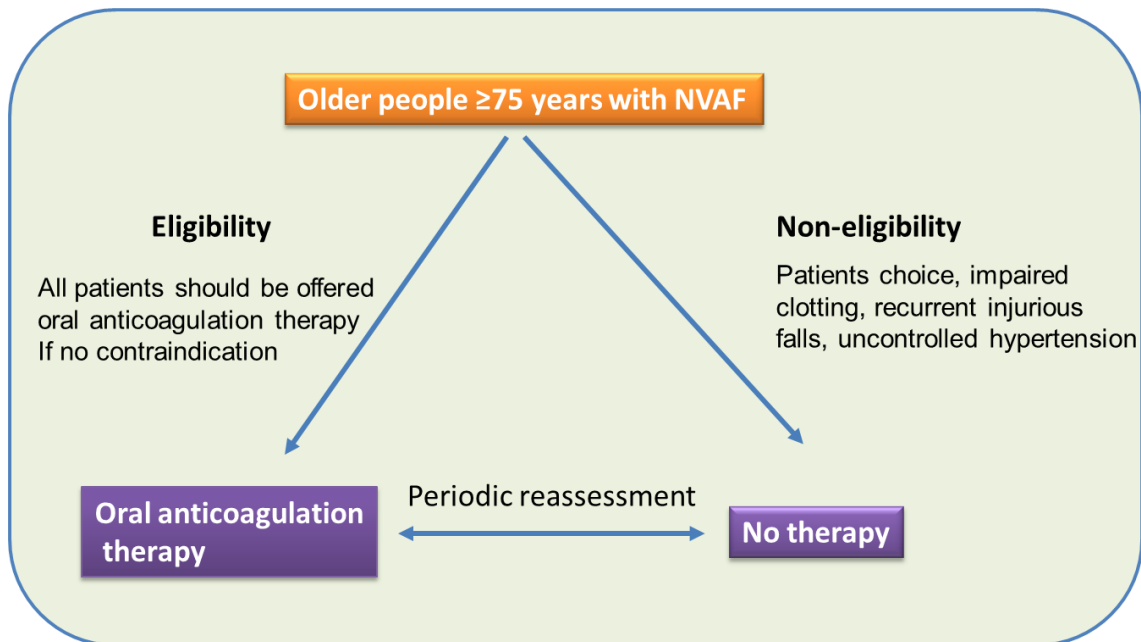 Older people ≥75 years with NVAF
Eligibility
All patients should be offered
oral anticoagulation therapy
If no contraindication
Non-eligibility
Patients choice, impaired
clotting, recurrent injurious
falls, uncontrolled hypertension
Oral anticoagulation
therapy
Periodic reassessment
No therapy